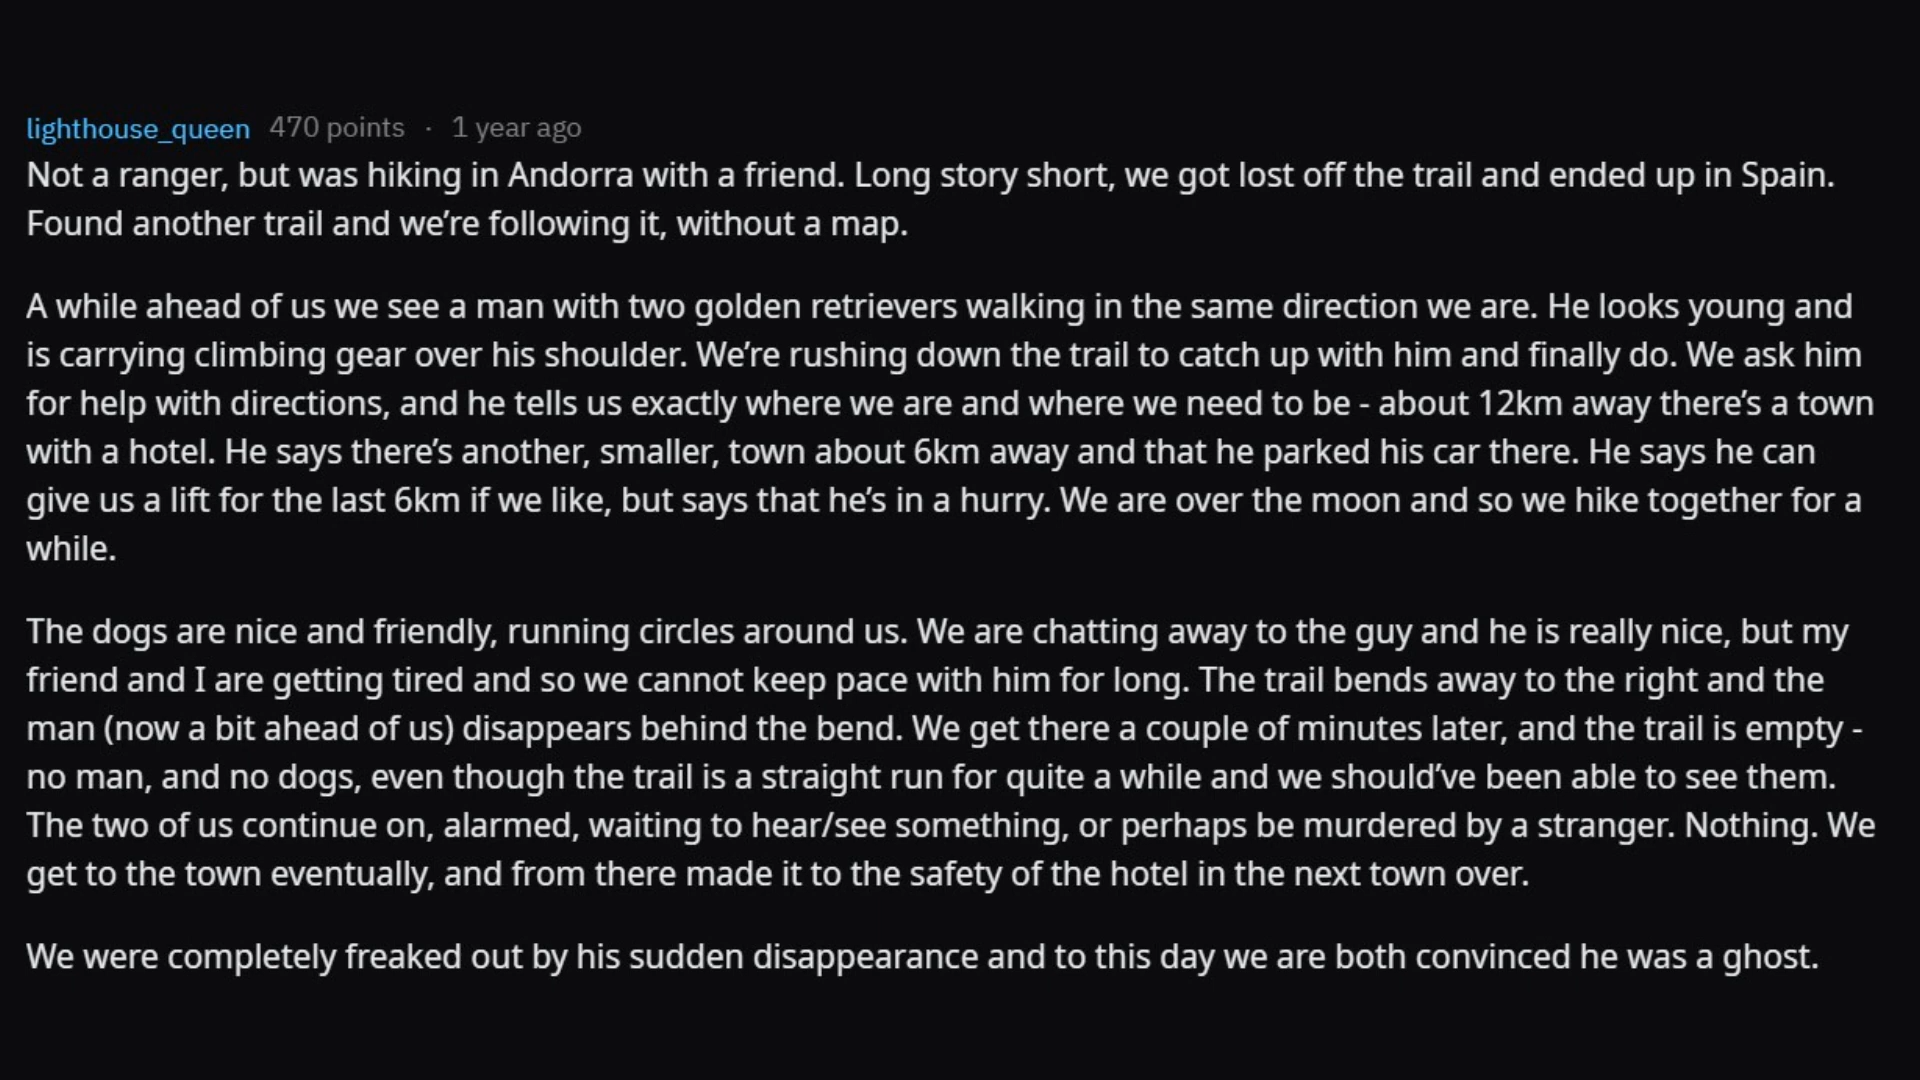 lighthouse_queen 470 points · 1 year ago
Not a ranger, but was hiking in Andorra with a friend. Long story short, we got lost off the trail and ended up in Spain.
Found another trail and we’re following it, without a map.
A while ahead of us we see a man with two golden retrievers walking in the same direction we are. He looks young and
is carrying climbing gear over his shoulder. We’re rushing down the trail to catch up with him and finally do. We ask him
for help with directions, and he tells us exactly where we are and where we need to be - about 12km away there’s a town
with a hotel. He says there’s another, smaller, town about 6km away and that he parked his car there. He says he can
give us a lift for the last 6km if we like, but says that he’s in a hurry. We are over the moon and so we hike together for a
while.
The dogs are nice and friendly, running circles around us. We are chatting away to the guy and he is really nice, but my
friend and I are getting tired and so we cannot keep pace with him for long. The trail bends away to the right and the
man (now a bit ahead of us) disappears behind the bend. We get there a couple of minutes later, and the trail is empty -
no man, and no dogs, even though the trail is a straight run for quite a while and we should’ve been able to see them.
The two of us continue on, alarmed, waiting to hear/see something, or perhaps be murdered by a stranger. Nothing. We
get to the town eventually, and from there made it to the safety of the hotel in the next town over.
We were completely freaked out by his sudden disappearance and to this day we are both convinced he was a ghost.